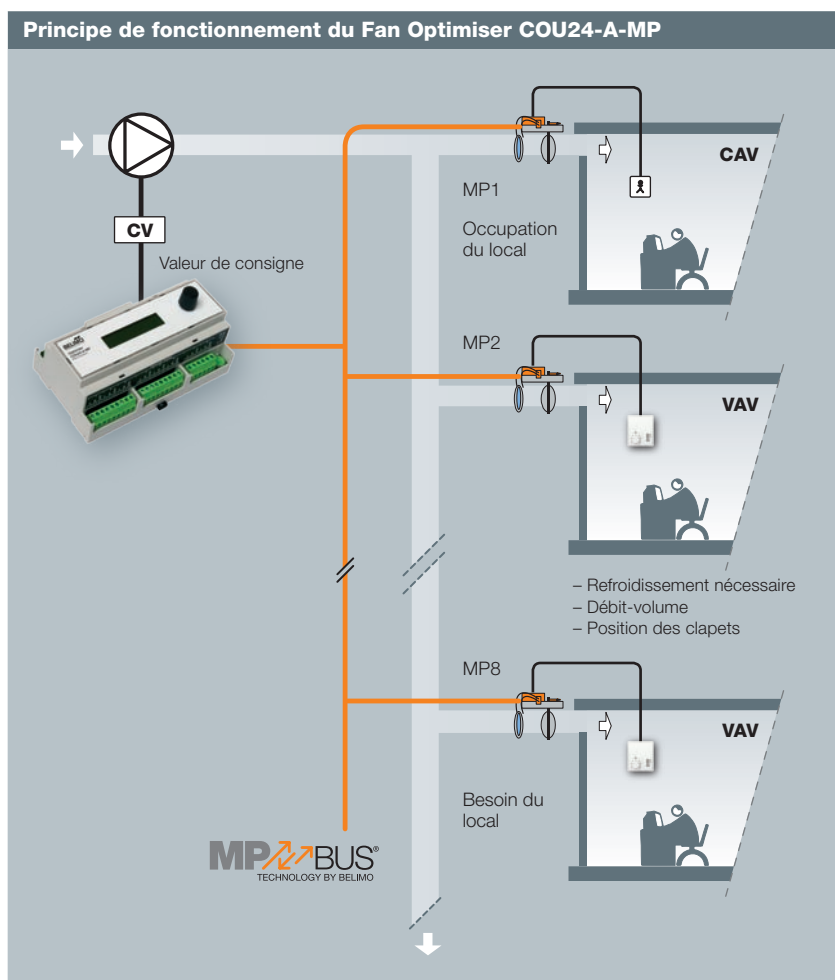 Principe de fonctionnement du Fan Optimiser COU24-A-MP
CAV
MP1
Occupation
du local
CV
Valeur de consigne
BELIMO
MP2
VAV
– Refroidissement nécessaire
– Débit-volume
– Position des clapets
MP8
VAV
Besoin du
local
MP BUS®
TECHNOLOGY BY BELIMO